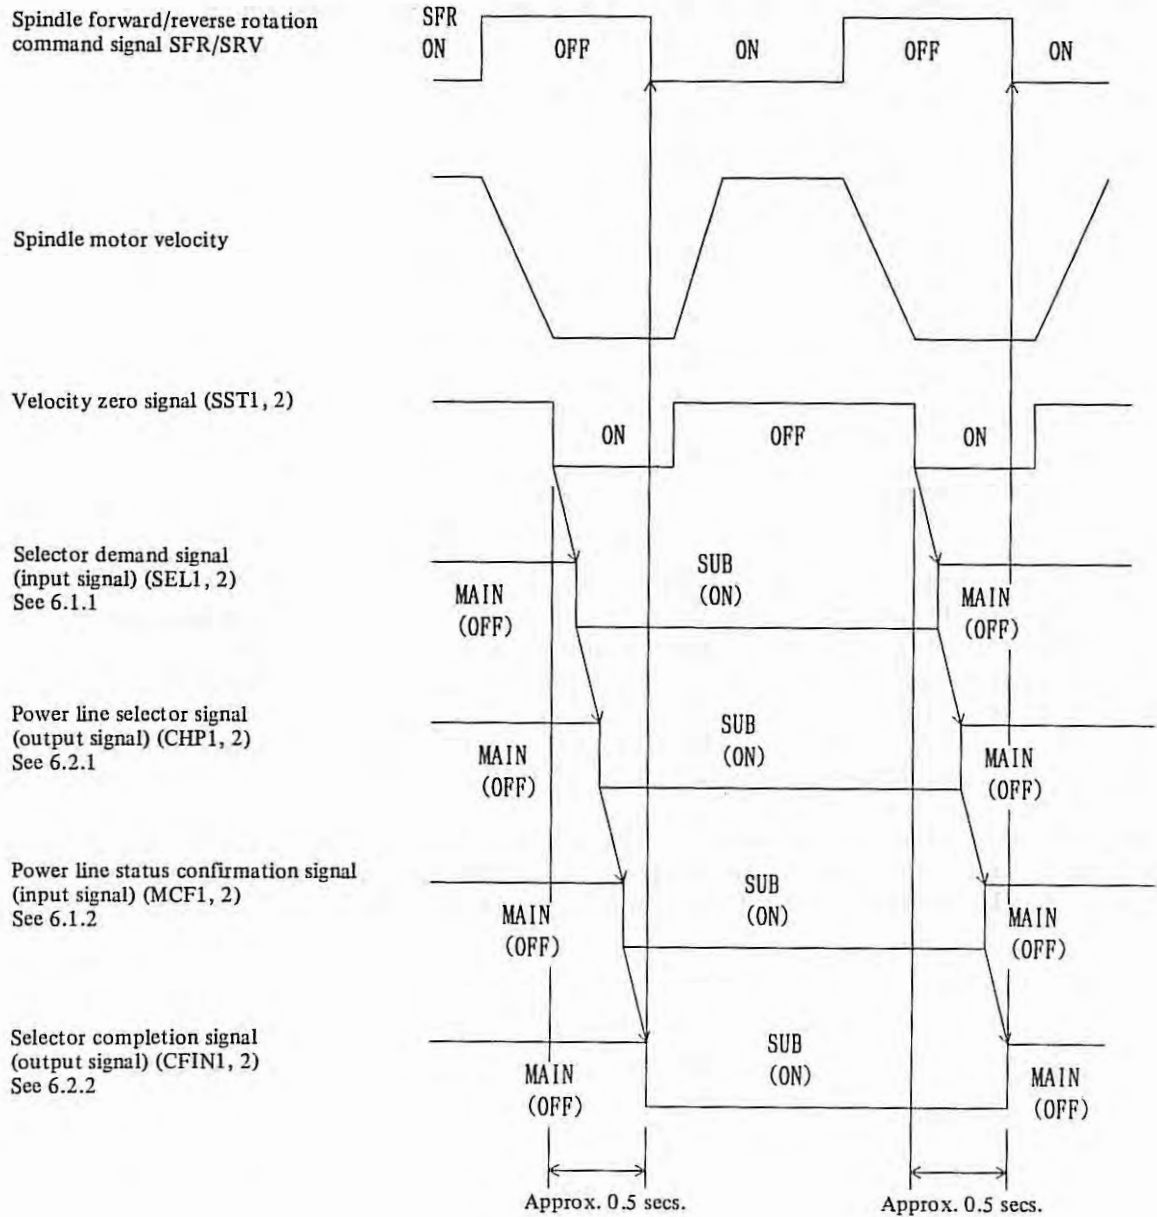 Spindle forward/reverse rotation
command signal SFR/SRV
SFR
ON
OFF
ON
OFF
ON
Spindle motor velocity
Velocity zero signal (SST1, 2)
ON
OFF
ON
Selector demand signal
(input signal) (SEL1, 2)
See 6.1.1
MAIN
(OFF)
SUB
(ON)
MAIN
(OFF)
Power line selector signal
(output signal) (CHP1, 2)
See 6.2.1
MAIN
(OFF)
SUB
(ON)
MAIN
(OFF)
Power line status confirmation signal
(input signal) (MCF1, 2)
See 6.1.2
MAIN
(OFF)
SUB
(ON)
MAIN
(OFF)
Selector completion signal
(output signal) (CFIN1, 2)
See 6.2.2
MAIN
(OFF)
SUB
(ON)
MAIN
(OFF)
Approx. 0.5 secs.
Approx. 0.5 secs.